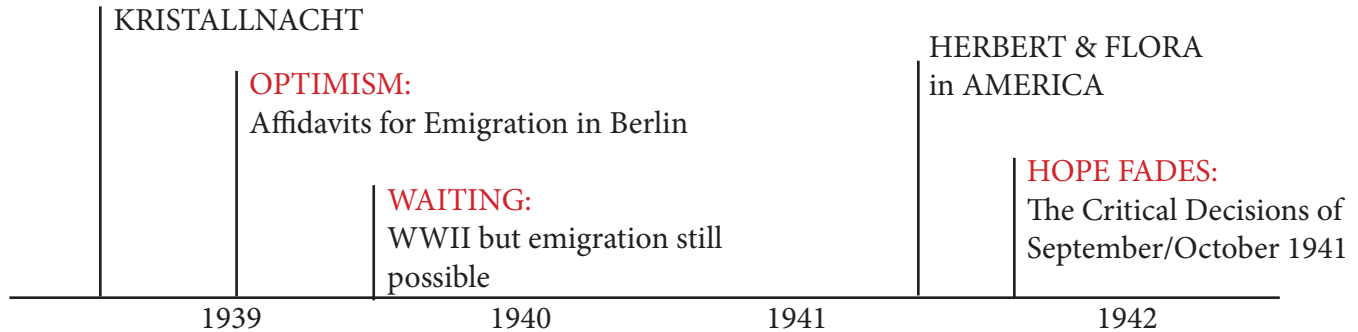 KRISTALLNACHT
OPTIMISM:
Affidavits for Emigration in Berlin
WAITING:
WWII but emigration still
possible
HERBERT & FLORA
in AMERICA
HOPE FADES:
The Critical Decisions of
September/October 1941
1939
1940
1941
1942